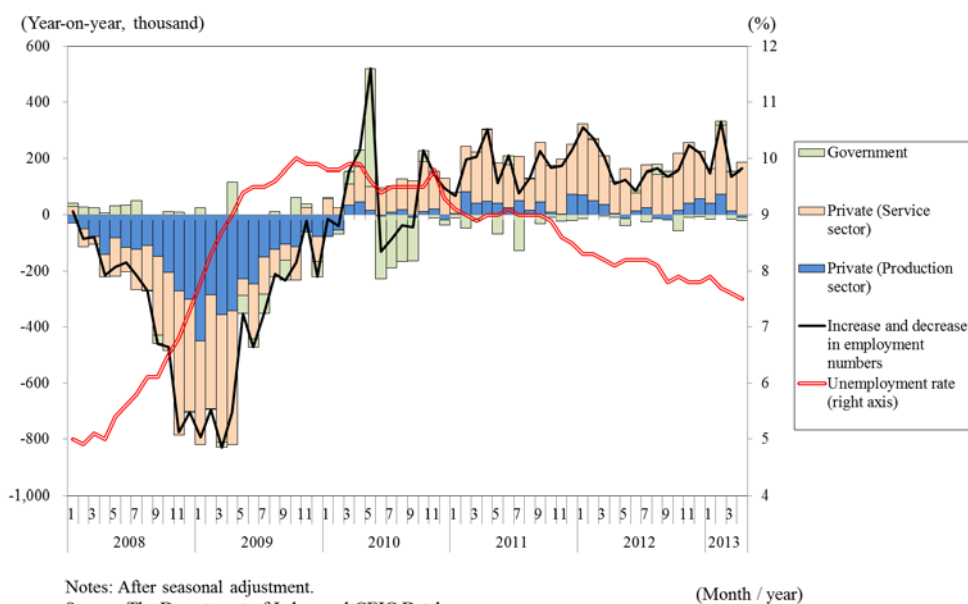 (Year-on-year, thousand)
(%)
600
400
200
0
-200
-400
-600
-800
-1,000
12
11
10
9
8
7
6
5
4
Government
Private (Service
sector)
Private (Production
sector)
Increase and decrease
in employment
numbers
Unemployment rate
(right axis)
1 3 5 7 9 11 1 3 5 7 9 11 1 3 5 7 9 11 1 3 5 7 9 11 1 3 5 7 9 11 1 3
2008 2009 2010 2011 2012 2013
Notes: After seasonal adjustment.
(Month / year)